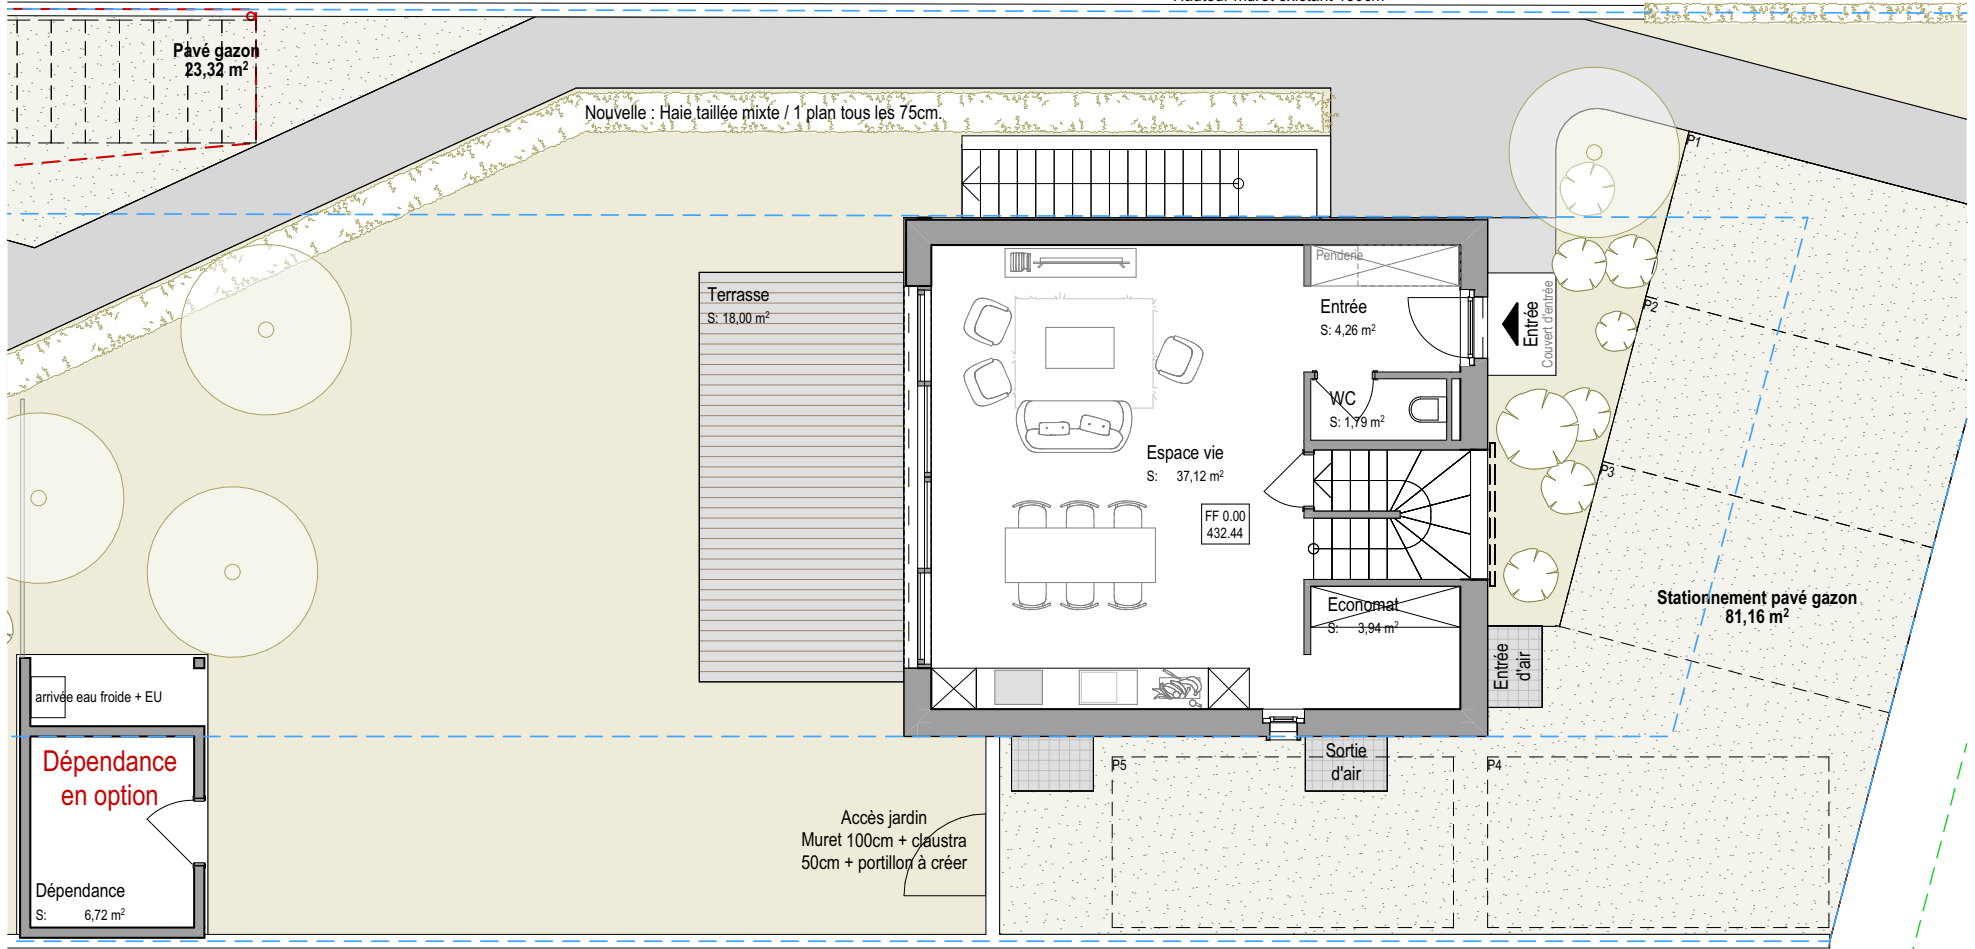 Hauteur muret existant 180cm
Pavé gazon
23,32 m²
Nouvelle : Haie taillée mixte / 1 plan tous les 75cm.
P1
Penderie
Terrasse
S: 18,00 m²
Entrée
S: 4,26 m²
Entrée
Couvert d'entrée
P2
WC
S: 1,79 m²
Espace vie
S: 37,12 m²
P3
FF 0.00
432.44
Economat
S: 3,94 m²
Stationnement pavé gazon
81,16 m²
Entrée
d'air
arrivée eau froide + EU
Dépendance
en option
Sortie
d'air
P5
P4
Accès jardin
Muret 100cm + claustra
50cm + portillon à créer
Dépendance
S: 6,72 m²